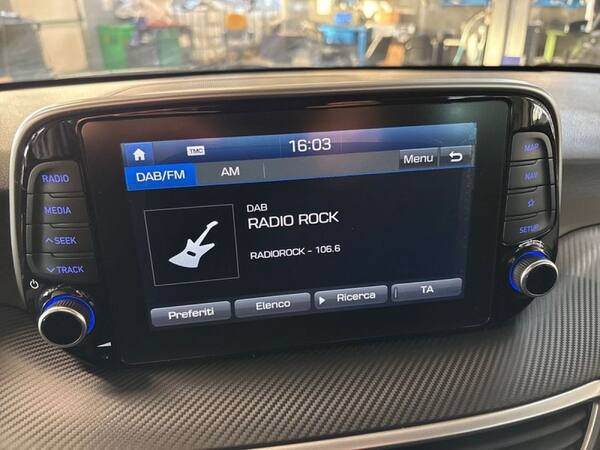 TMC
16:03
DAB/FM
AM
Menu
RADIO
MEDIA
SEEK
TRACK
MAP
NAV
SETUP
DAB
RADIO ROCK
RADIOROCK - 106.6
Preferiti
Elenco
Ricerca
TA